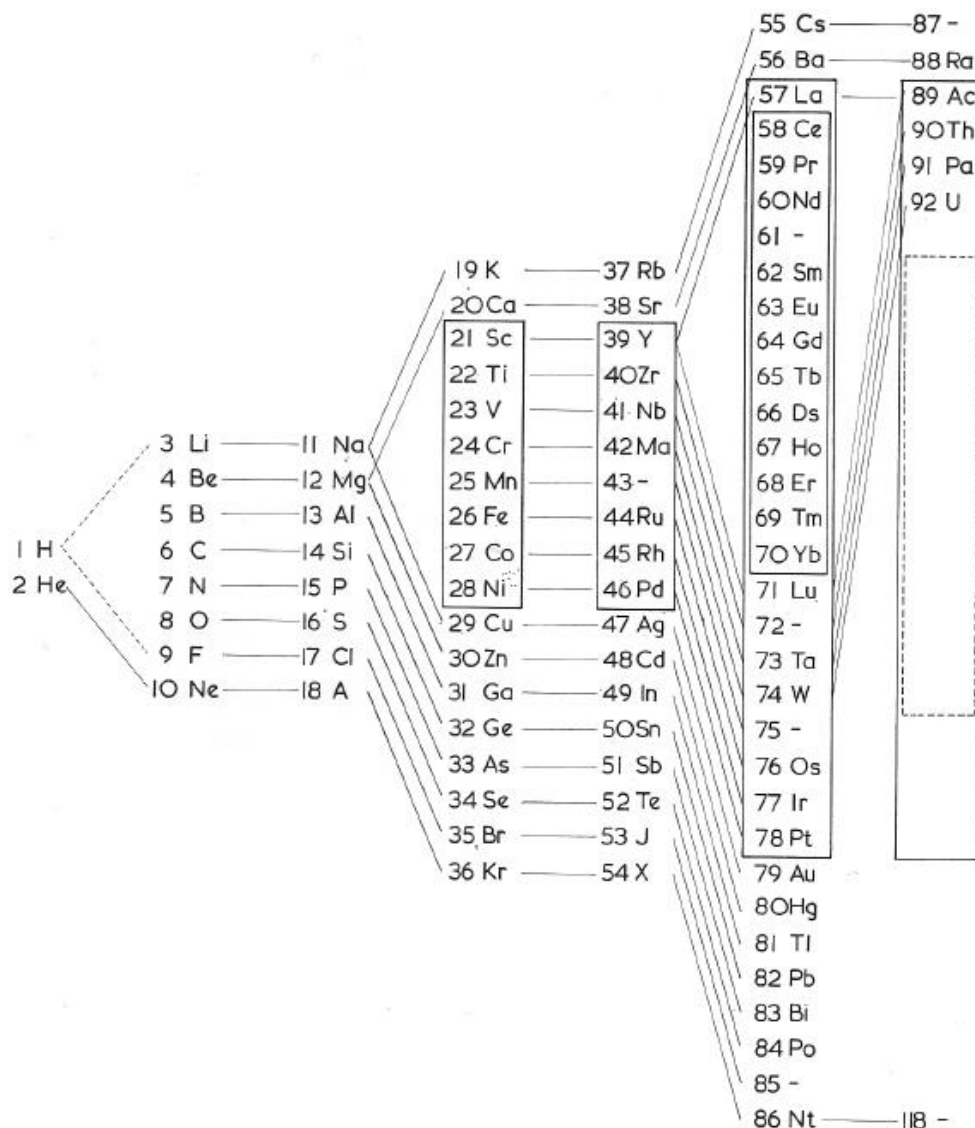 1 H
2 He
3 Li
4 Be
5 B
6 C
7 N
8 O
9 F
10 Ne
11 Na
12 Mg
13 Al
14 Si
15 P
16 S
17 Cl
18 A
19 K
20 Ca
21 Sc
22 Ti
23 V
24 Cr
25 Mn
26 Fe
27 Co
28 Ni
29 Cu
30 Zn
31 Ga
32 Ge
33 As
34 Se
35 Br
36 Kr
37 Rb
38 Sr
39 Y
40 Zr
41 Nb
42 Ma
43 -
44 Ru
45 Rh
46 Pd
47 Ag
48 Cd
49 In
50 Sn
51 Sb
52 Te
53 J
54 X
55 Cs
56 Ba
57 La
58 Ce
59 Pr
60 Nd
61 -
62 Sm
63 Eu
64 Gd
65 Tb
66 Ds
67 Ho
68 Er
69 Tm
70 Yb
71 Lu
72 -
73 Ta
74 W
75 -
76 Os
77 Ir
78 Pt
79 Au
80 Hg
81 Tl
82 Pb
83 Bi
84 Po
85 -
86 Nt
87 -
88 Ra
89 Ac
90 Th
91 Pa
92 U
118 -